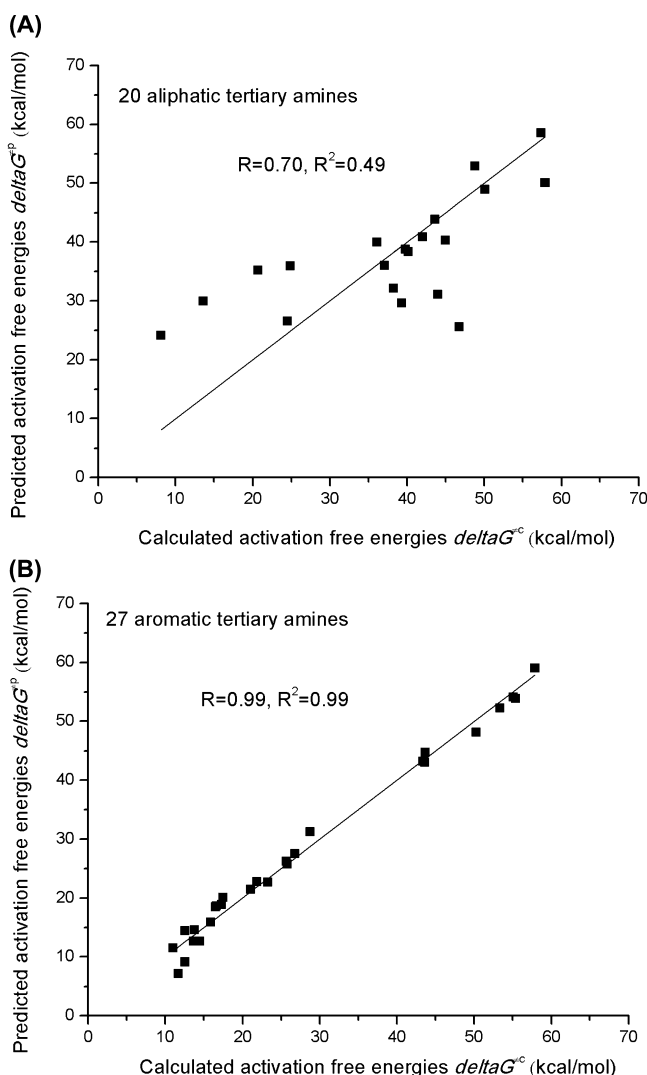 (A)
70
60
50
40
30
20
10
0
20 aliphatic tertiary amines
R=0.70, R²=0.49
Predicted activation free energies deltaG≠p (kcal/mol)
0 10 20 30 40 50 60 70
Calculated activation free energies deltaG≠c (kcal/mol)
(B)
70
60
50
40
30
20
10
0
27 aromatic tertiary amines
R=0.99, R²=0.99
Predicted activation free energies deltaG≠p (kcal/mol)
0 10 20 30 40 50 60 70
Calculated activation free energies deltaG≠c (kcal/mol)